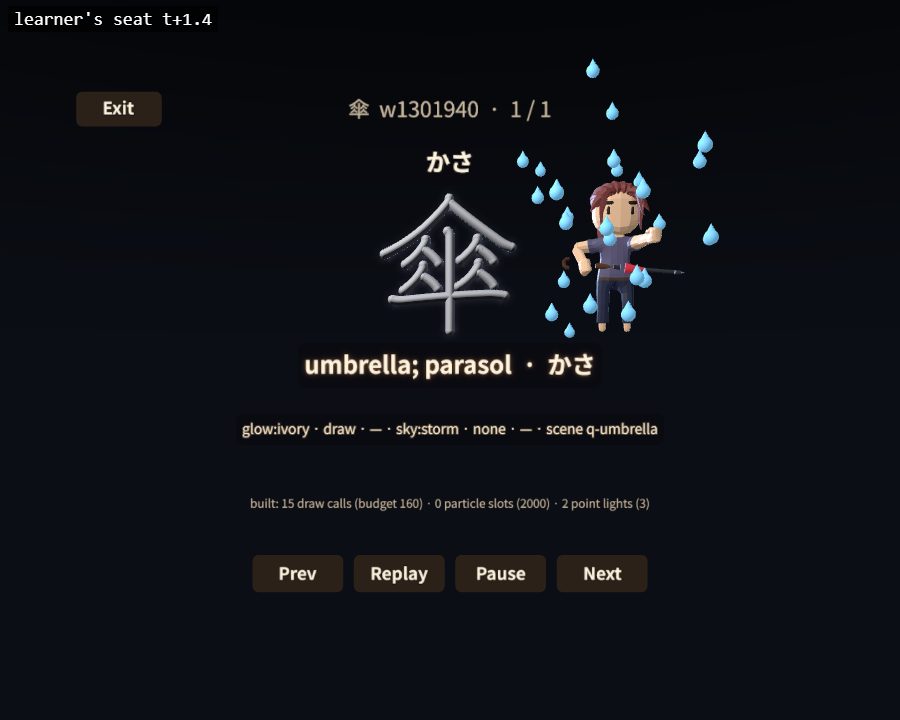 learner's seat t+1.4
Exit
傘 w1301940 · 1 / 1
かさ
傘
umbrella; parasol · かさ
glow:ivory · draw · — · sky:storm · none · — · scene q-umbrella
built: 15 draw calls (budget 160) · 0 particle slots (2000) · 2 point lights (3)
Prev Replay Pause Next